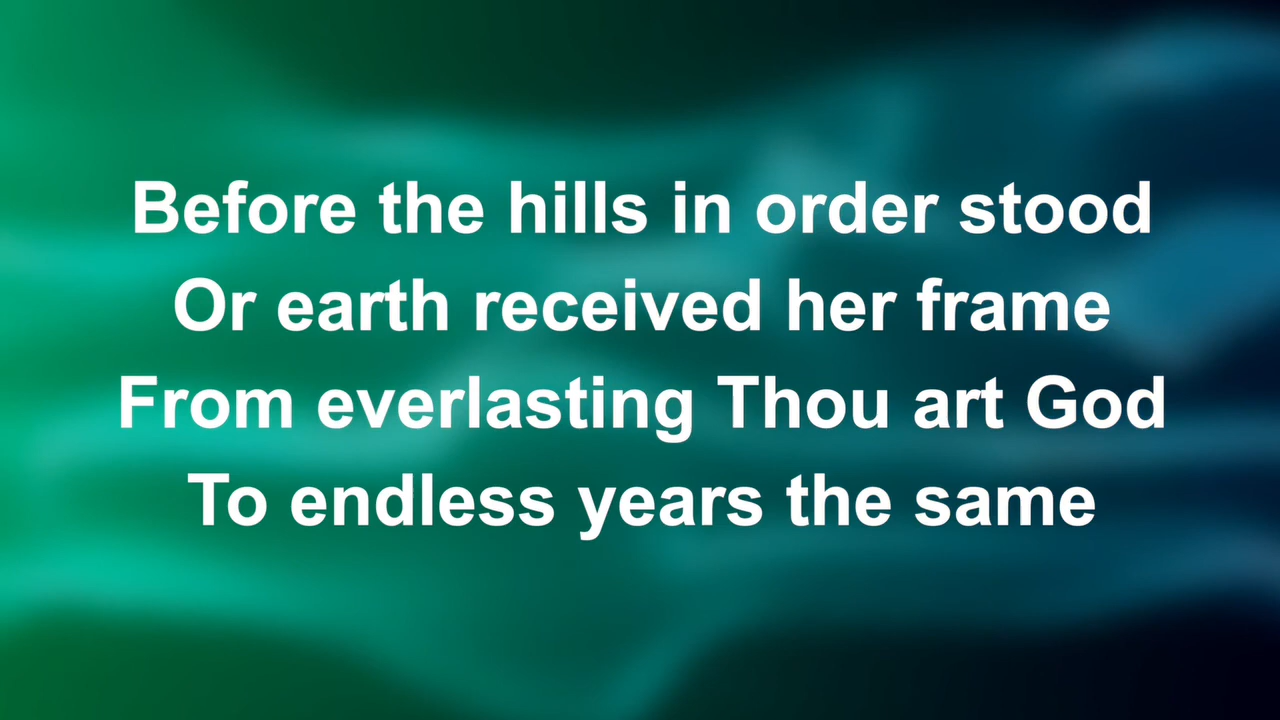 Before the hills in order stood
Or earth received her frame
From everlasting Thou art God
To endless years the same